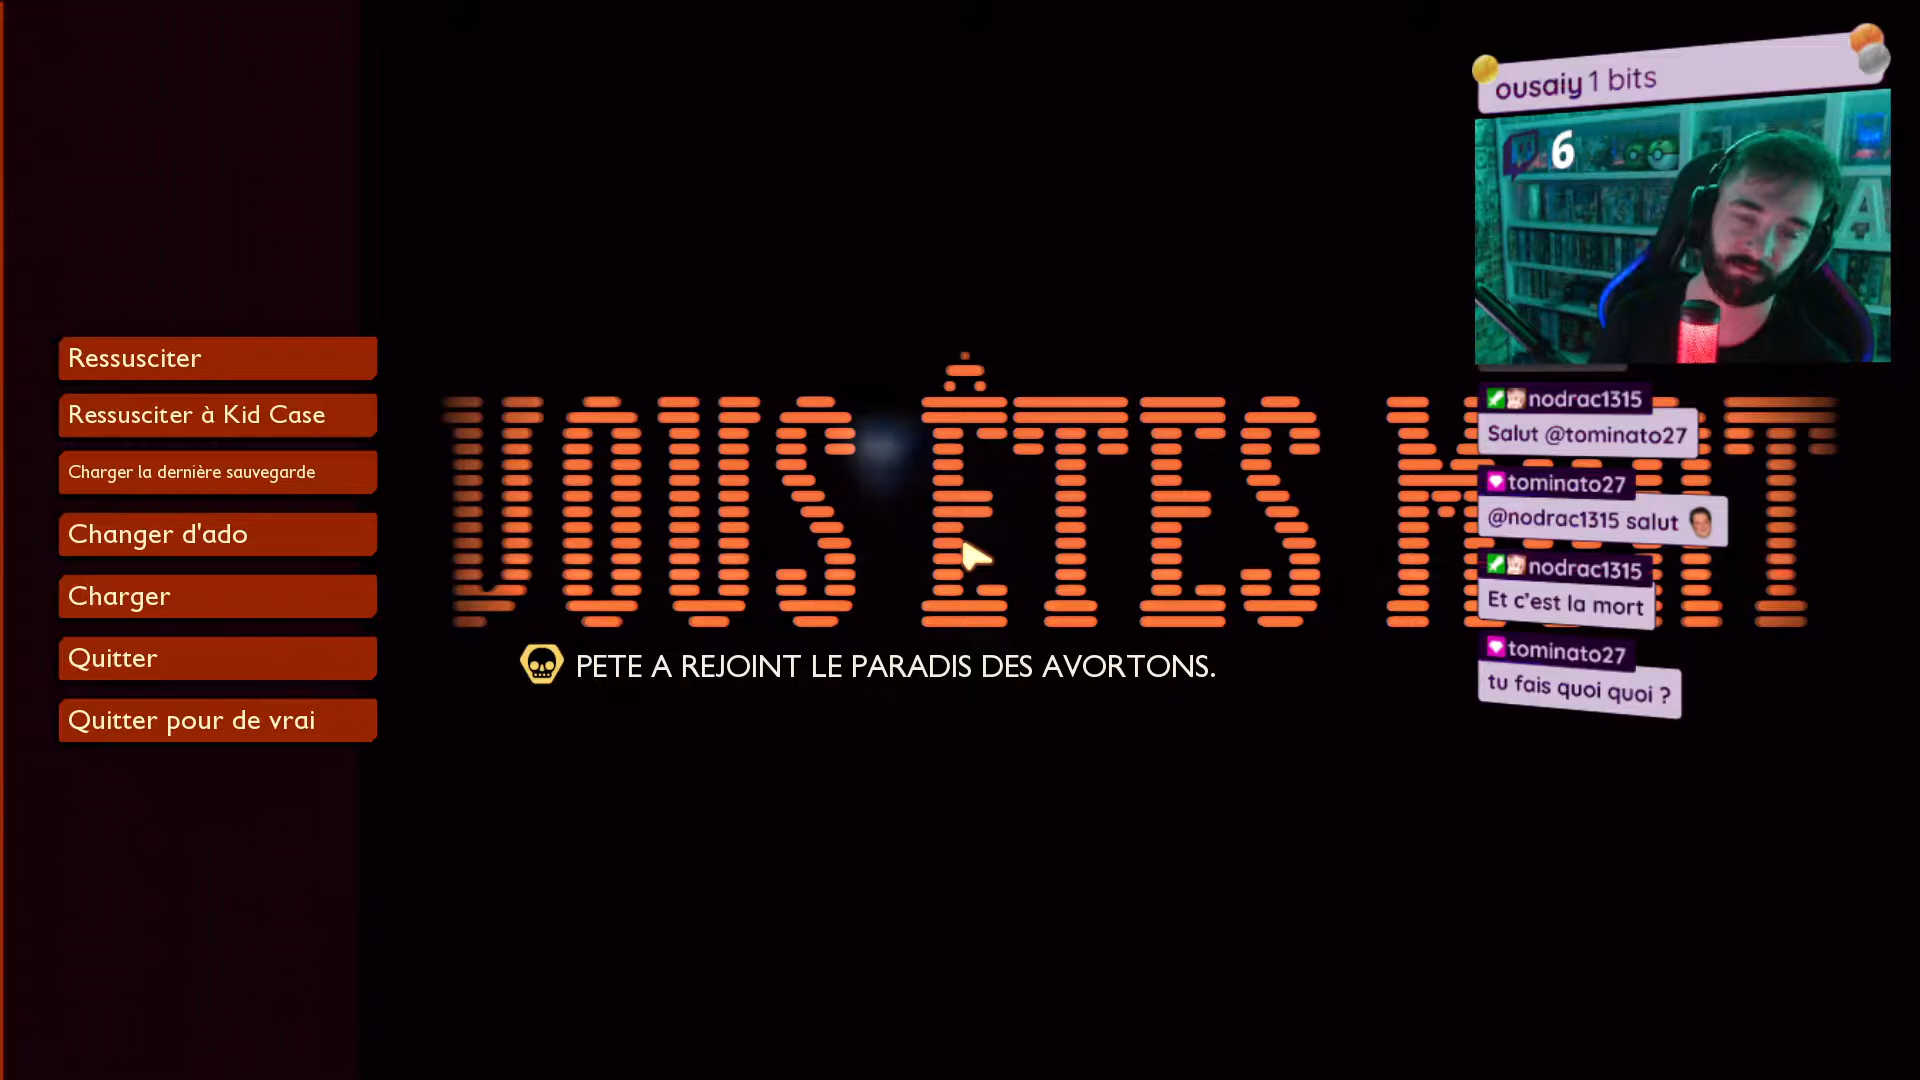 ousaiy 1 bits
6
Ressusciter
Ressusciter à Kid Case
Charger la dernière sauvegarde
Changer d'ado
Charger
Quitter
Quitter pour de vrai
VOUS ÊTES MORT
PETE A REJOINT LE PARADIS DES AVORTONS.
nodrac1315
Salut @tominato27
tominato27
@nodrac1315 salut
nodrac1315
Et c'est la mort
tominato27
tu fais quoi quoi ?